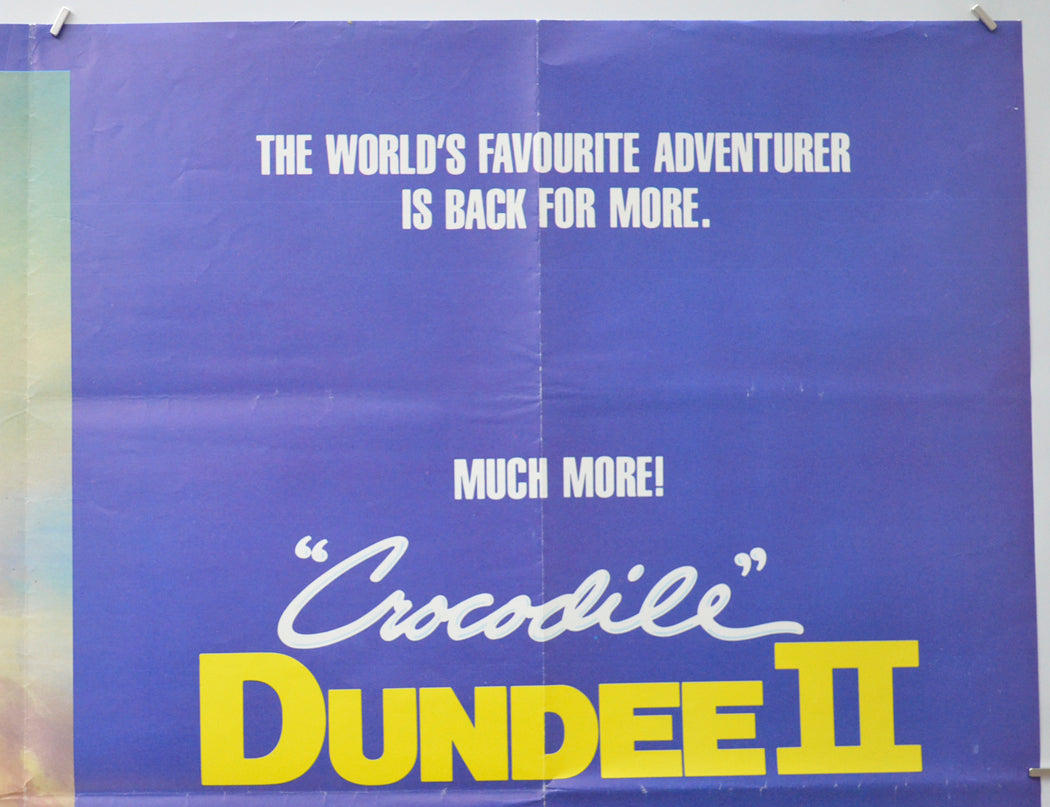 THE WORLD'S FAVOURITE ADVENTURER
IS BACK FOR MORE.
MUCH MORE!
"Crocodile"
DUNDEE II